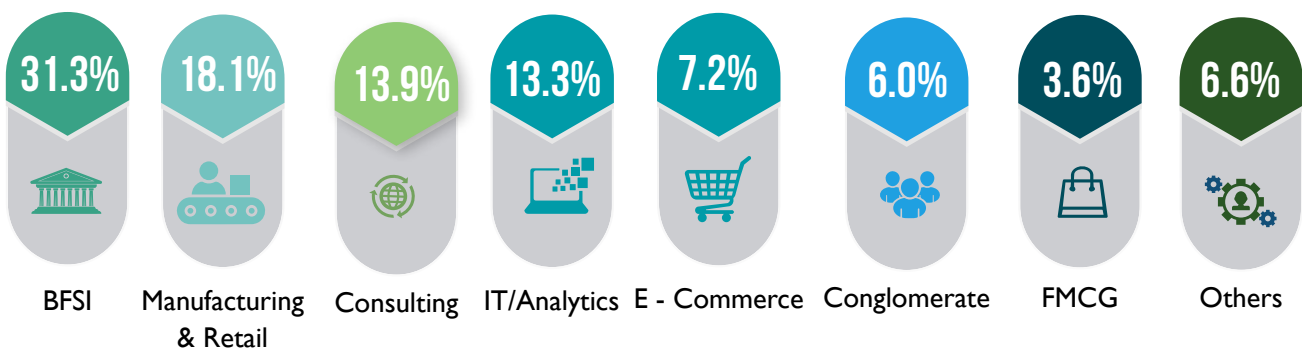 31.3%
18.1%
13.9%
13.3%
7.2%
6.0%
3.6%
6.6%
BFSI
Manufacturing
& Retail
Consulting
IT/Analytics
E - Commerce
Conglomerate
FMCG
Others